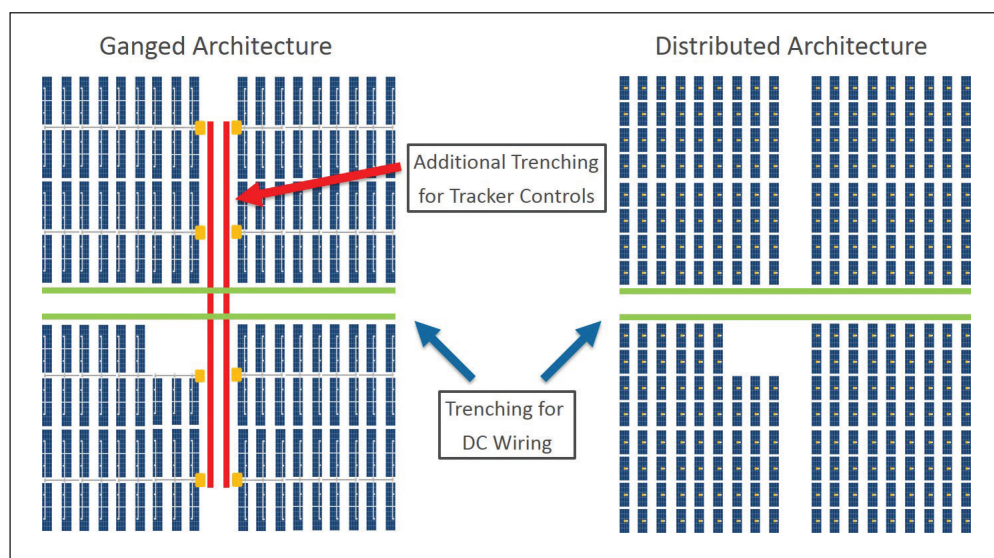 Ganged Architecture
Distributed Architecture
Additional Trenching
for Tracker Controls
Trenching for
DC Wiring